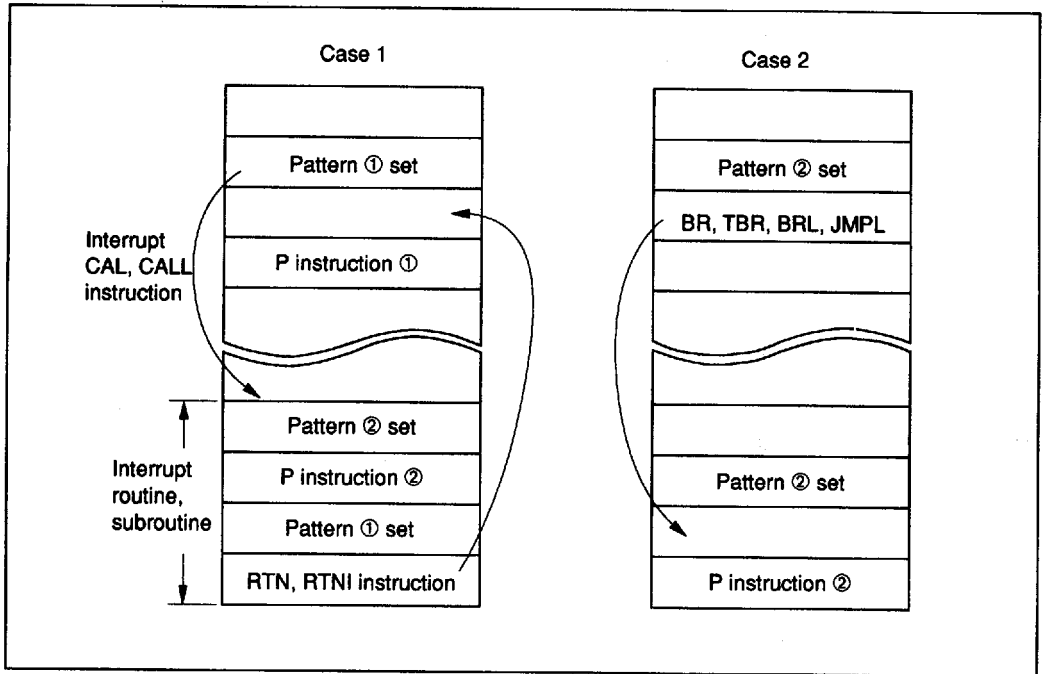 Case 1
Pattern ① set
Interrupt
CAL, CALL
instruction
P instruction ①
Interrupt
routine,
subroutine
Pattern ② set
P instruction ②
Pattern ① set
RTN, RTNI instruction
Case 2
Pattern ② set
BR, TBR, BRL, JMPL
Pattern ② set
P instruction ②